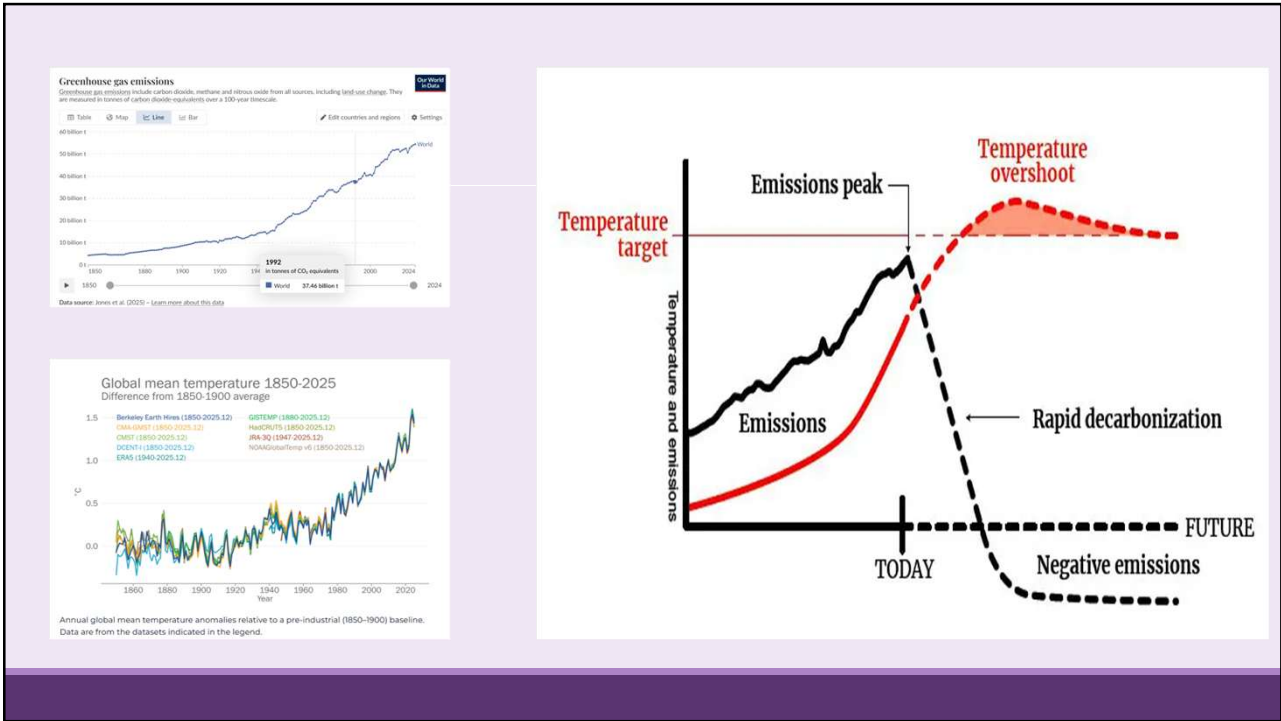 Greenhouse gas emissions
Our World
in Data
Greenhouse gas emissions include carbon dioxide, methane and nitrous oxide from all sources, including land-use change. They
are measured in tonnes of carbon dioxide-equivalents over a 100-year timescale.
Table Map Line Bar Edit countries and regions Settings
60 billion t
50 billion t
40 billion t
30 billion t
20 billion t
10 billion t
0 t
World
1850 1880 1900 1920 194 2000 2024
1992
in tonnes of CO₂ equivalents
World 37.46 billion t
1850 2024
Data source: Jones et al. (2025) – Learn more about this data
Global mean temperature 1850-2025
Difference from 1850-1900 average
Berkeley Earth Hires (1850-2025.12) GISTEMP (1880-2025.12)
CMA-GMST (1850-2025.12) HadCRUT5 (1850-2025.12)
CMST (1850-2025.12) JRA-3Q (1947-2025.12)
DCENT-I (1850-2025.12) NOAAGlobalTemp v6 (1850-2025.12)
ERA5 (1940-2025.12)
1.5
1.0
0.5
0.0
°C
1860 1880 1900 1920 1940 1960 1980 2000 2020
Year
Annual global mean temperature anomalies relative to a pre-industrial (1850–1900) baseline.
Data are from the datasets indicated in the legend.
Temperature
overshoot
Emissions peak
Temperature
target
Temperature and emissions
Emissions
Rapid decarbonization
FUTURE
TODAY
Negative emissions